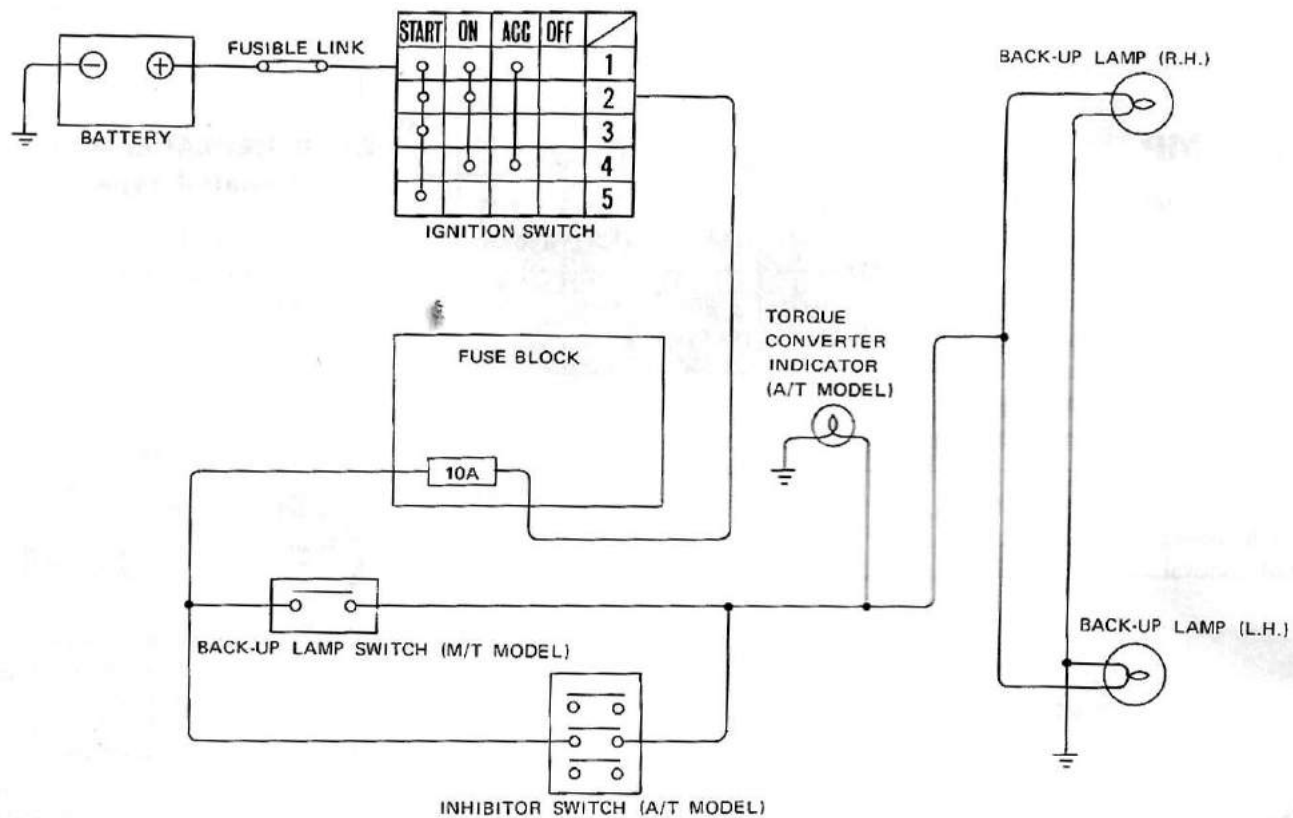 START ON ACC OFF
FUSIBLE LINK
1
2
3
4
5
BATTERY
IGNITION SWITCH
BACK-UP LAMP (R.H.)
FUSE BLOCK
10A
TORQUE
CONVERTER
INDICATOR
(A/T MODEL)
BACK-UP LAMP SWITCH (M/T MODEL)
BACK-UP LAMP (L.H.)
INHIBITOR SWITCH (A/T MODEL)